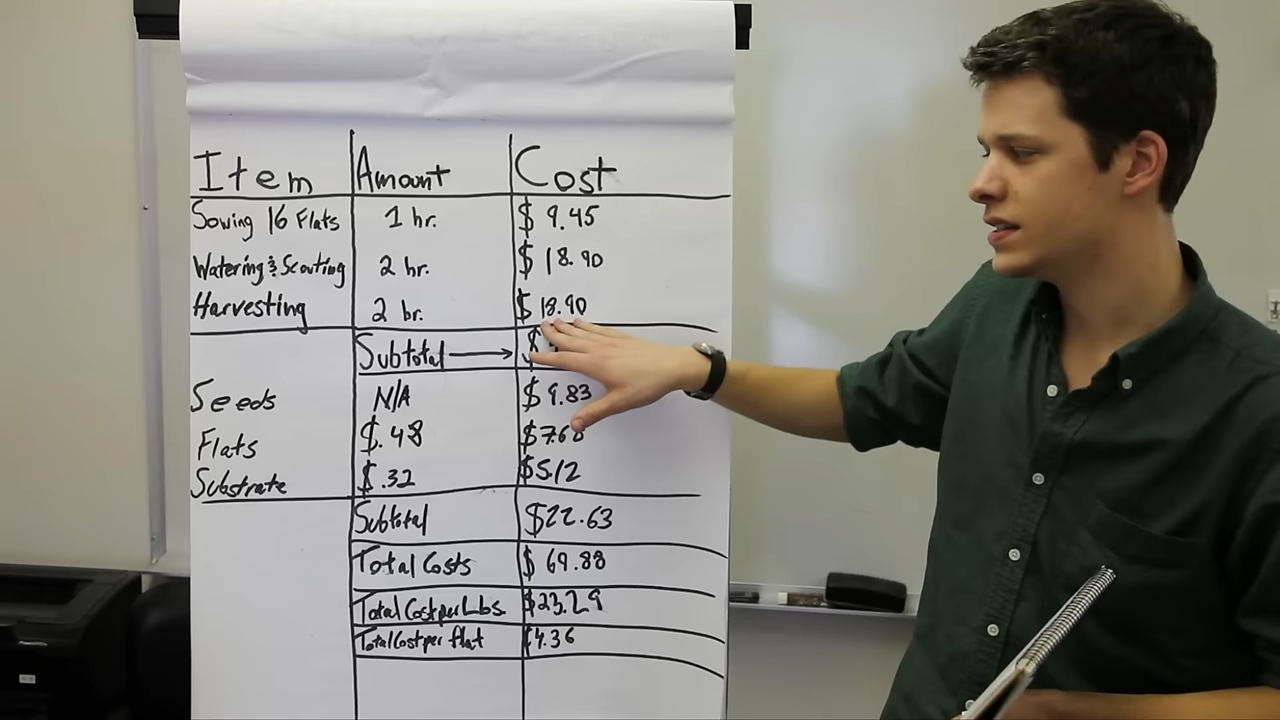 Item Amount Cost
Sowing 16 Flats 1 hr. $ 9.45
Watering & Scouting 2 hr. $ 18.90
Harvesting 2 hr. $ 18.90
Subtotal → $
Seeds N/A $ 9.83
Flats $.48 $7.68
Substrate $.32 $5.12
Subtotal $22.63
Total Costs $ 69.88
Total Cost per Lbs. $23.29
Total Cost per flat $4.36